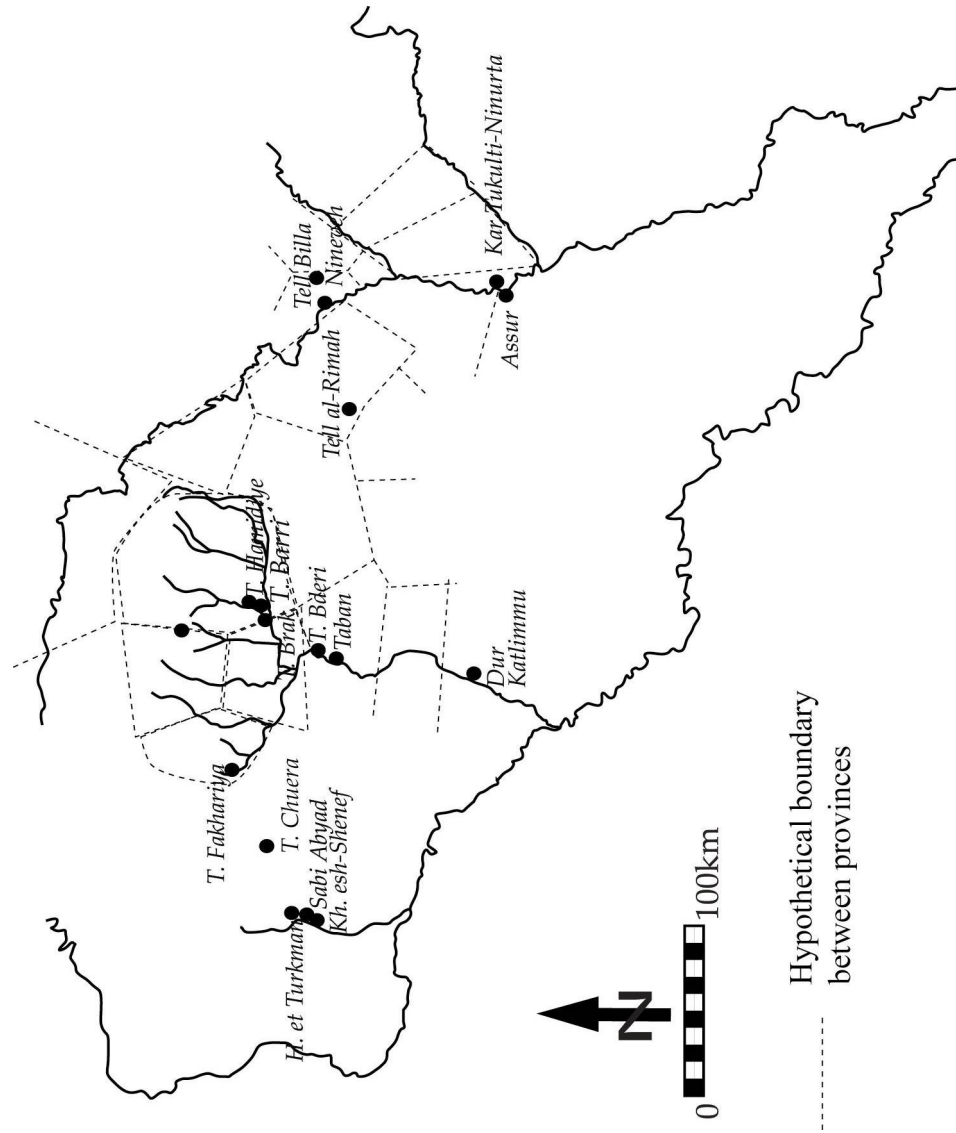 Kar Tukulti-Ninurta
Tell Billa
Nineveh
Assur
Tell al-Rimah
T. Hamidiye
T. Barri
N Brak
T. Bderi
Taban
Dur
Katlimmu
T. Fakhariya
T. Chuera
Sabi Abyad
Kh. esh-Shenef
H. et Turkman
N
0
100km
Hypothetical boundary
between provinces